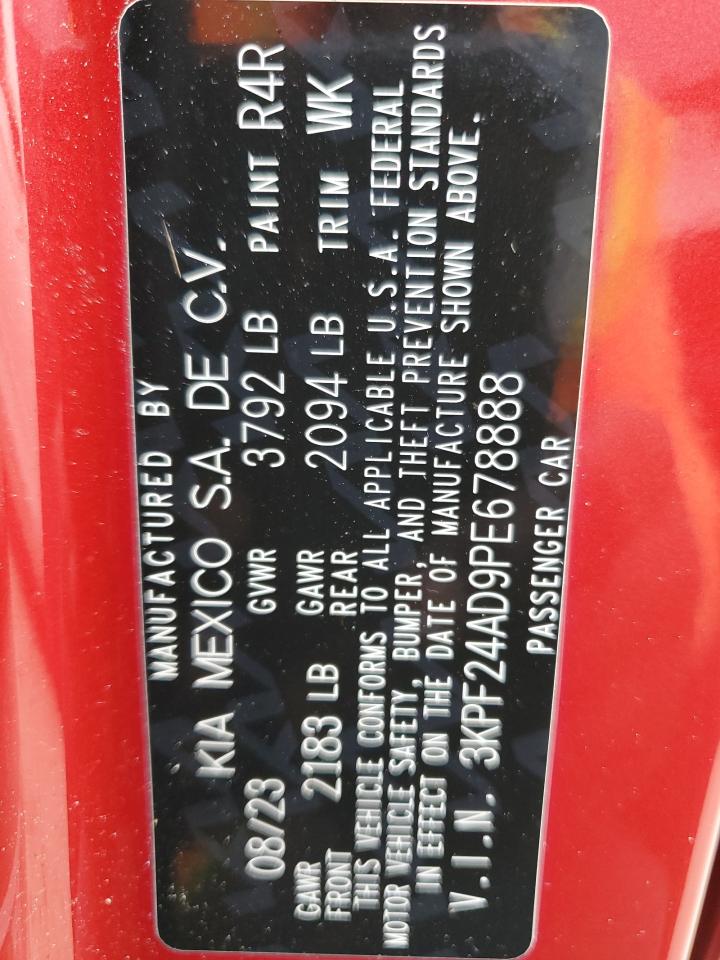 MANUFACTURED BY
KIA MEXICO S.A. DE C.V.
08/23 GVWR 3792 LB PAINT R4R
GAWR FRONT 2183 LB GAWR REAR 2094 LB TRIM WK
THIS VEHICLE CONFORMS TO ALL APPLICABLE U.S.A. FEDERAL
MOTOR VEHICLE SAFETY, BUMPER, AND THEFT PREVENTION STANDARDS
IN EFFECT ON THE DATE OF MANUFACTURE SHOWN ABOVE.
V.I.N. 3KPF24AD9PE678888
PASSENGER CAR